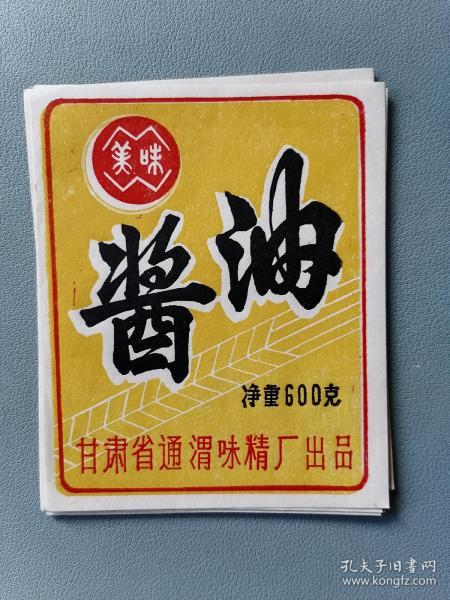 美味
酱油
净重600克
甘肃省通渭味精厂出品
孔夫子旧书网
www.kongfz.com